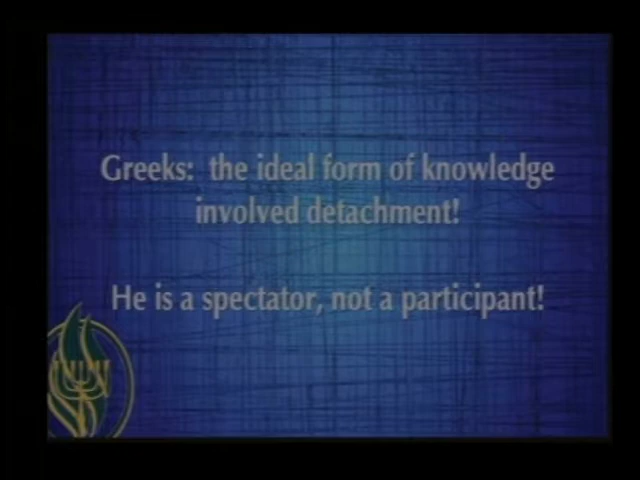 Greeks: the ideal form of knowledge
involved detachment!
He is a spectator, not a participant!